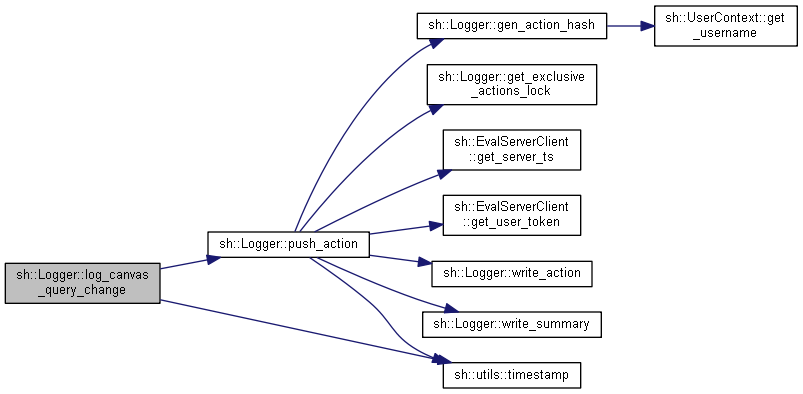 sh::Logger::log_canvas
_query_change
sh::Logger::push_action
sh::Logger::gen_action_hash
sh::UserContext::get
_username
sh::Logger::get_exclusive
_actions_lock
sh::EvalServerClient
::get_server_ts
sh::EvalServerClient
::get_user_token
sh::Logger::write_action
sh::Logger::write_summary
sh::utils::timestamp